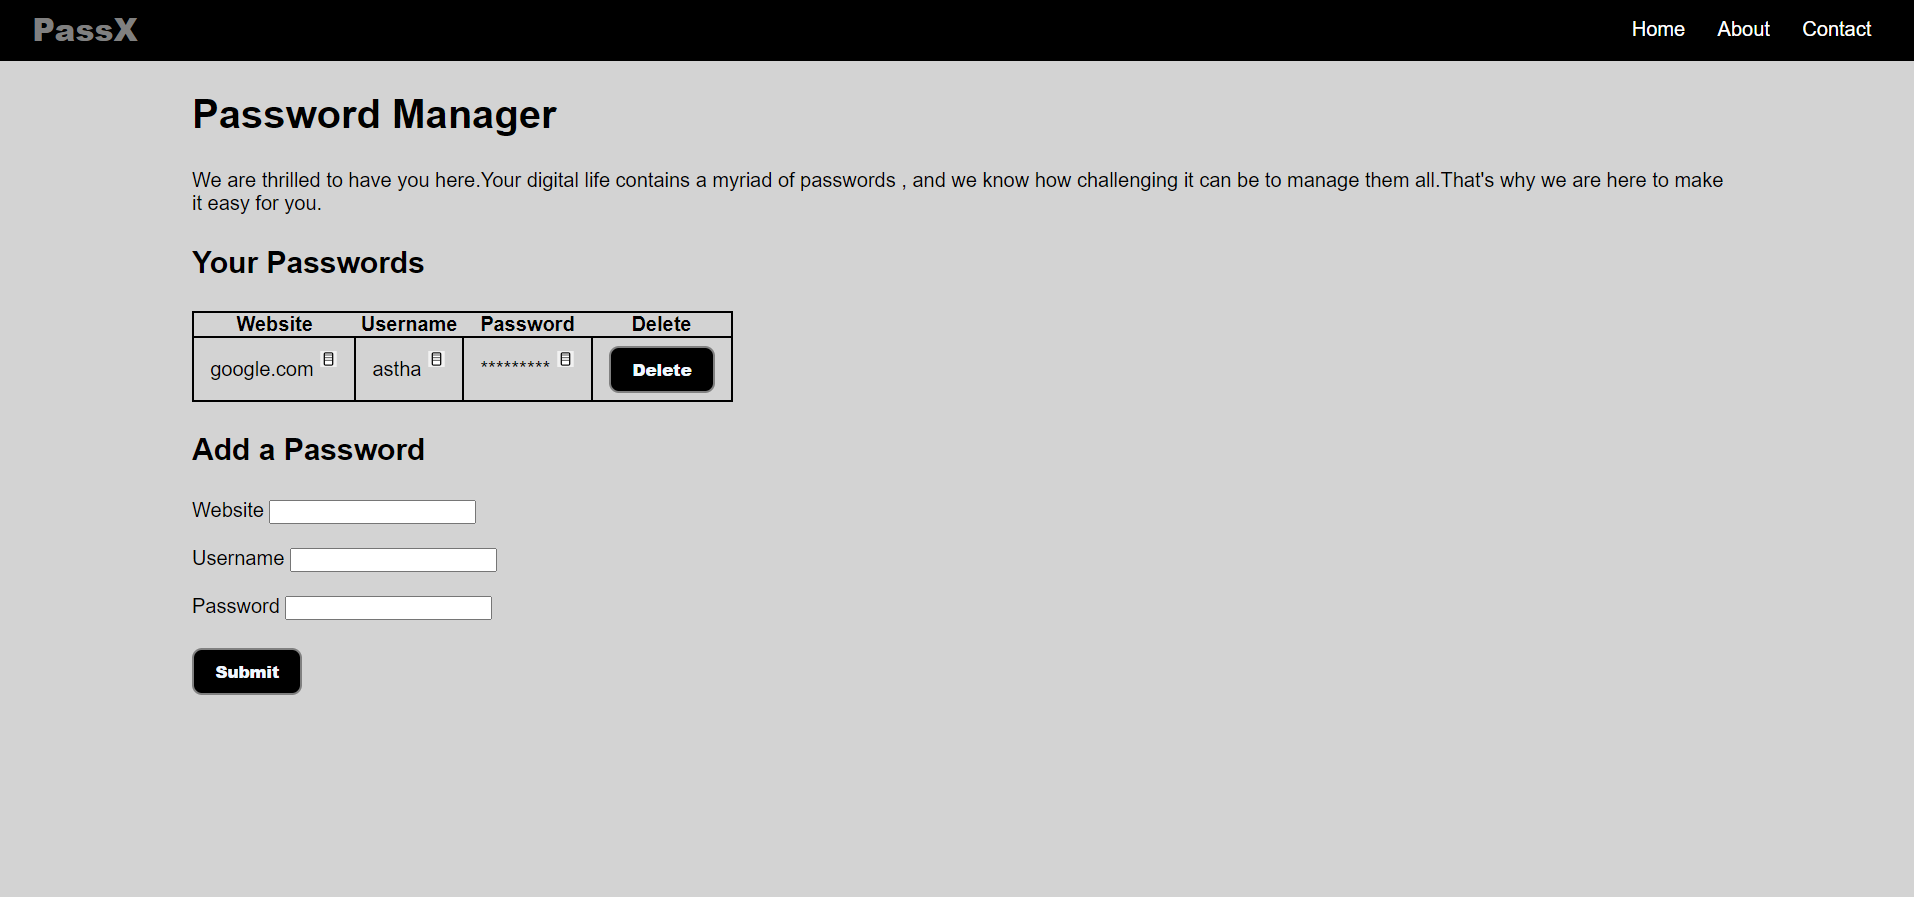 PassX Home About Contact
Password Manager
We are thrilled to have you here.Your digital life contains a myriad of passwords , and we know how challenging it can be to manage them all.That's why we are here to make
it easy for you.
Your Passwords
Website Username Password Delete
google.com astha ********* Delete
Add a Password
Website
Username
Password
Submit